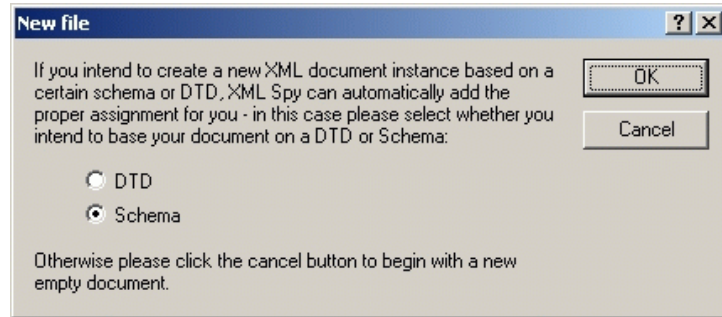 New file
If you intend to create a new XML document instance based on a
certain schema or DTD, XML Spy can automatically add the
proper assignment for you - in this case please select whether you
intend to base your document on a DTD or Schema:
OK
Cancel
DTD
Schema
Otherwise please click the cancel button to begin with a new
empty document.